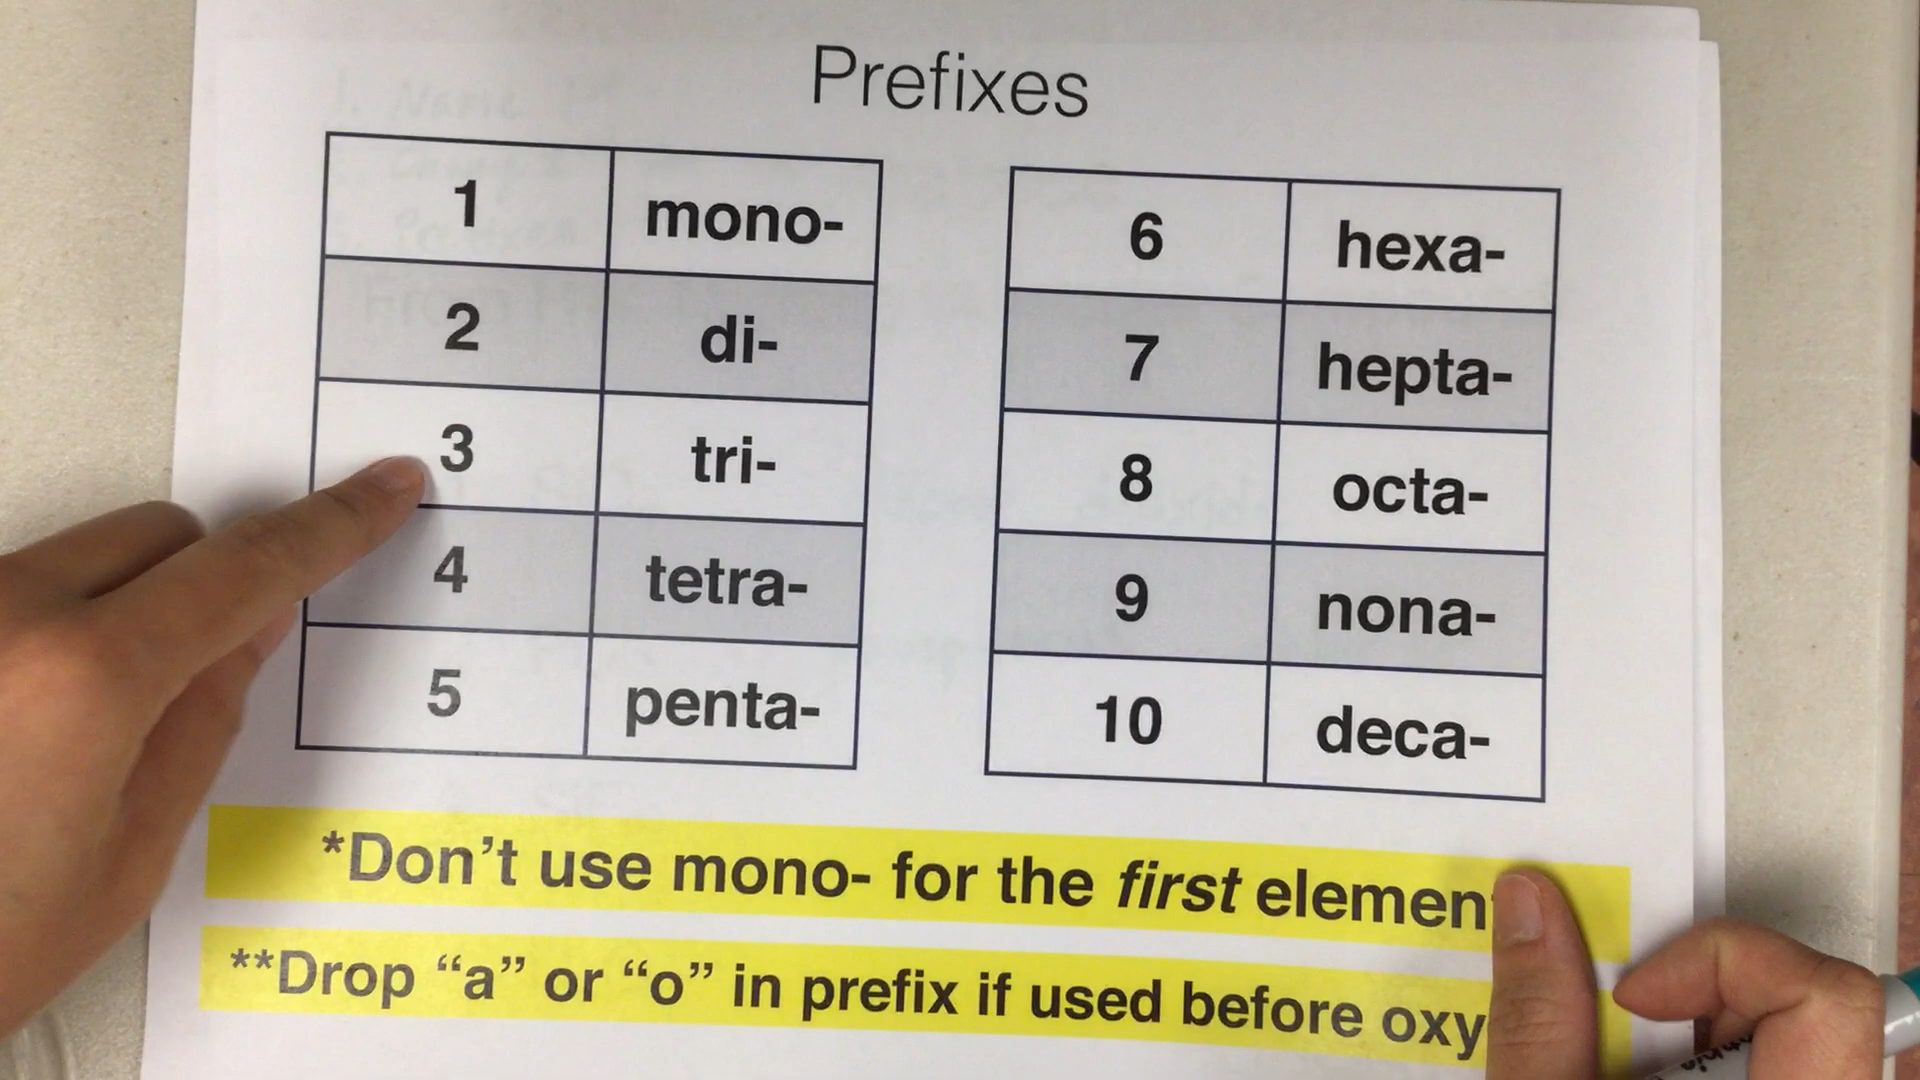 Prefixes
1 mono-
2 di-
3 tri-
4 tetra-
5 penta-
6 hexa-
7 hepta-
8 octa-
9 nona-
10 deca-
*Don’t use mono- for the first elemen
**Drop “a” or “o” in prefix if used before oxy